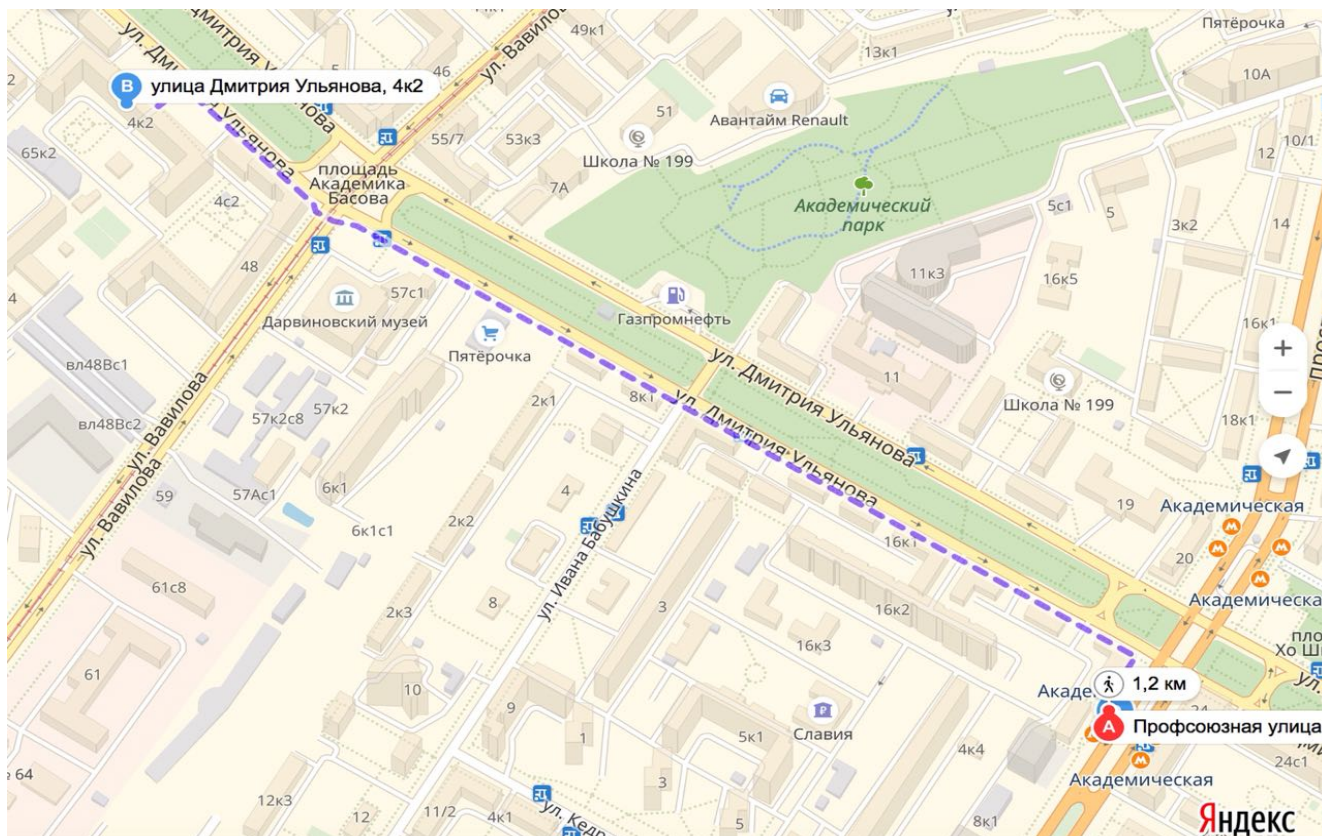 44к1
ул. Вавилова
49к1
Пятёрочка
ул. Дмитрия Ульянова
13к1
46
10А
улица Дмитрия Ульянова, 4к2
51
Авантайм Renault
4к2
55/7
53к3
Школа № 199
12
10/1
65к2
площадь
Академика
Басова
7А
4с2
Академический
парк
5с1
5
3к2
14
48
11к3
16к5
57с1
Дарвиновский музей
Газпромнефть
Пятёрочка
16к1
вл48Вс1
ул. Дмитрия Ульянова
11
ул. Вавилова
57к2
2к1
8к1
Школа № 199
57к2с8
ул. Дмитрия Ульянова
18к1
вл48Вс2
59
57Ас1
6к1
4
19
Академическая
ул. Вавилова
6к1с1
2к2
ул. Ивана Бабушкина
16к1
20
61с8
8
3
16к2
Академическая
2к3
16к3
61
10
1,2 км
9
Славия
24
Профсоюзная улица
1
5к1
4к4
64
Академическая
24с1
12к3
12
11/2
4к1
5
8к1
Яндекс